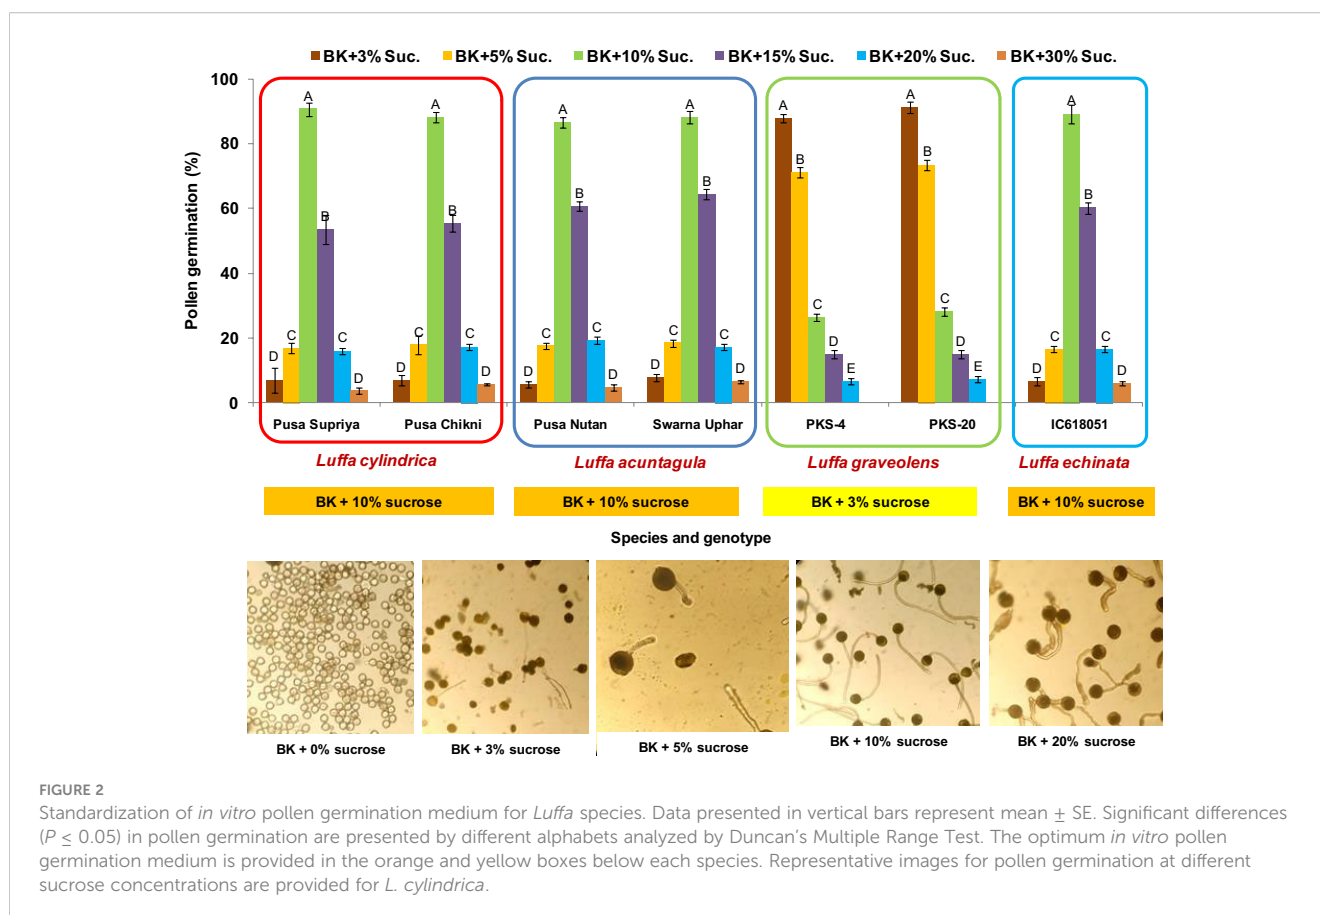 BK+3% Suc. BK+5% Suc. BK+10% Suc. BK+15% Suc. BK+20% Suc. BK+30% Suc.
Pollen germination (%)
100
80
60
40
20
0
D C A B C D
D C A B C D
D C A B C D
D C A B C D
A B C D E
A B C D E
D C A B C D
Pusa Supriya Pusa Chikni Pusa Nutan Swarna Uphar PKS-4 PKS-20 IC618051
Luffa cylindrica Luffa acuntagula Luffa graveolens Luffa echinata
BK + 10% sucrose BK + 10% sucrose BK + 3% sucrose BK + 10% sucrose
Species and genotype
BK + 0% sucrose BK + 3% sucrose BK + 5% sucrose BK + 10% sucrose BK + 20% sucrose
FIGURE 2
Standardization of in vitro pollen germination medium for Luffa species. Data presented in vertical bars represent mean ± SE. Significant differences
(P ≤ 0.05) in pollen germination are presented by different alphabets analyzed by Duncan's Multiple Range Test. The optimum in vitro pollen
germination medium is provided in the orange and yellow boxes below each species. Representative images for pollen germination at different
sucrose concentrations are provided for L. cylindrica.